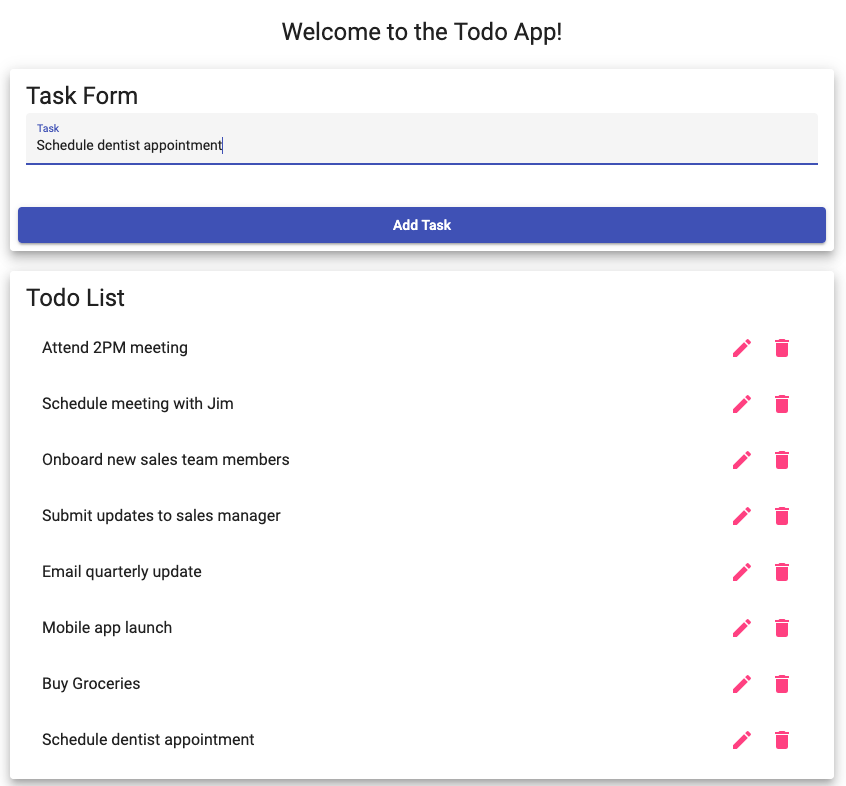 Welcome to the Todo App!
Task Form
Task
Schedule dentist appointment
Add Task
Todo List
Attend 2PM meeting
Schedule meeting with Jim
Onboard new sales team members
Submit updates to sales manager
Email quarterly update
Mobile app launch
Buy Groceries
Schedule dentist appointment